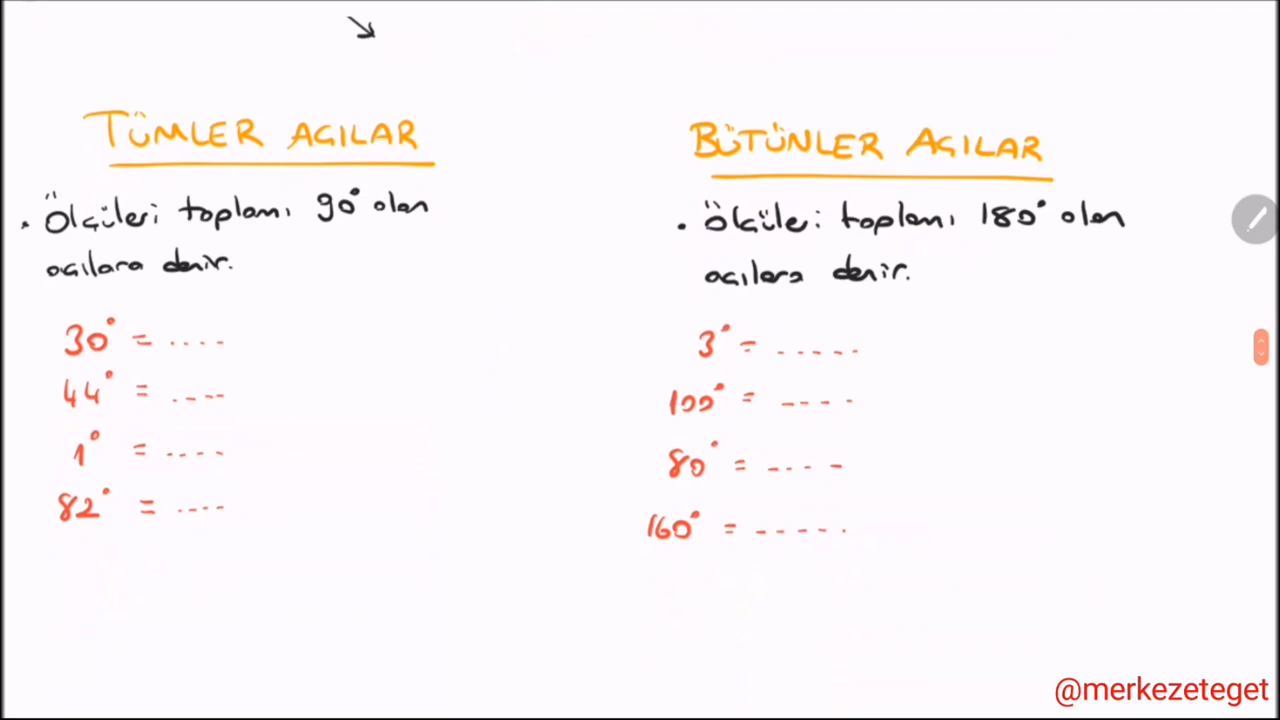 TÜMLER AÇILAR
. Ölçüleri toplamı 90° olan
açılara denir.
30° = ....
44° = ....
1° = ....
82° = ....
BÜTÜNLER AÇILAR
. Ölçüleri toplamı 180° olan
açılara denir.
3° = .....
100° = ....
80° = ....
160° = .....
@merkezeteget